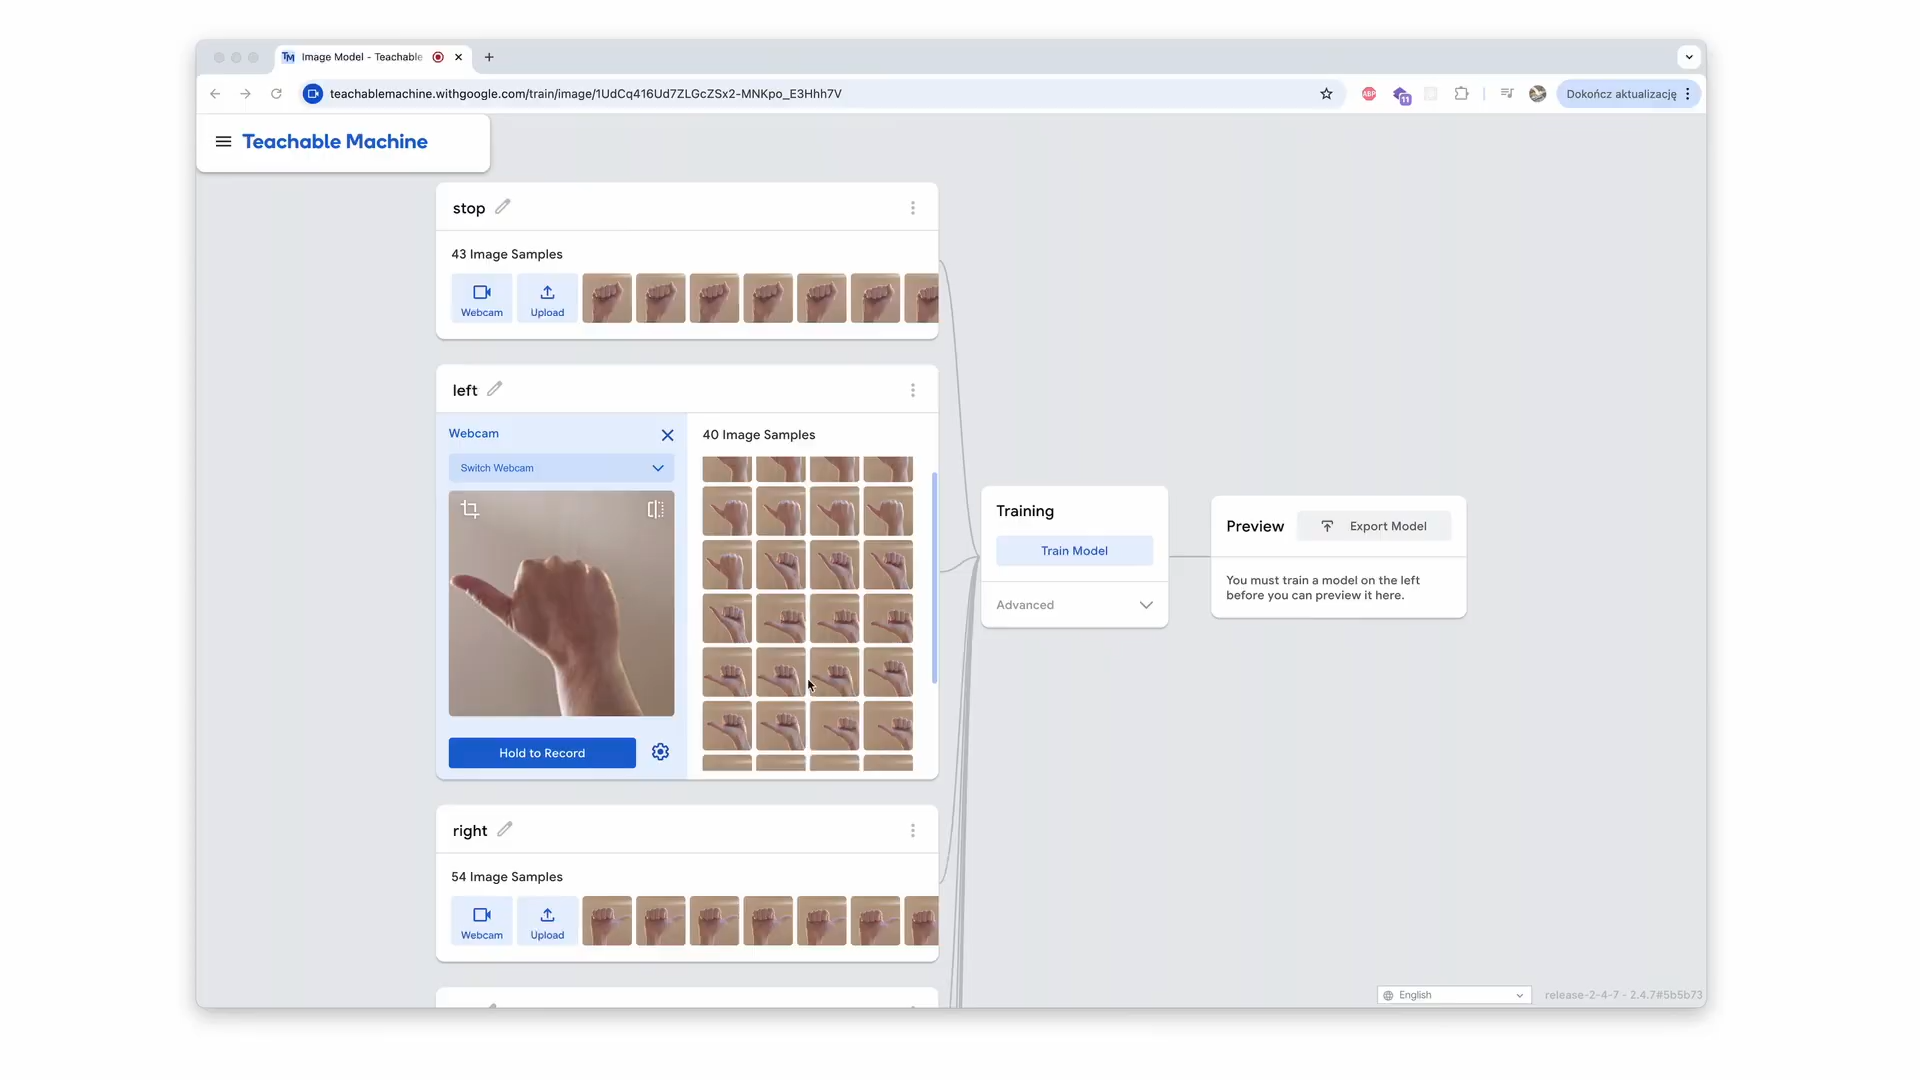 Image Model - Teachable
teachablemachine.withgoogle.com/train/image/1UdCq416Ud7ZLGcZSx2-MNKpo_E3Hhh7V
ABP
11
Dokończ aktualizację
Teachable Machine
stop
43 Image Samples
Webcam
Upload
left
Webcam
Switch Webcam
40 Image Samples
Hold to Record
Training
Train Model
Advanced
Preview
Export Model
You must train a model on the left
before you can preview it here.
right
54 Image Samples
Webcam
Upload
English
release-2-4-7 - 2.4.7#5b5b73